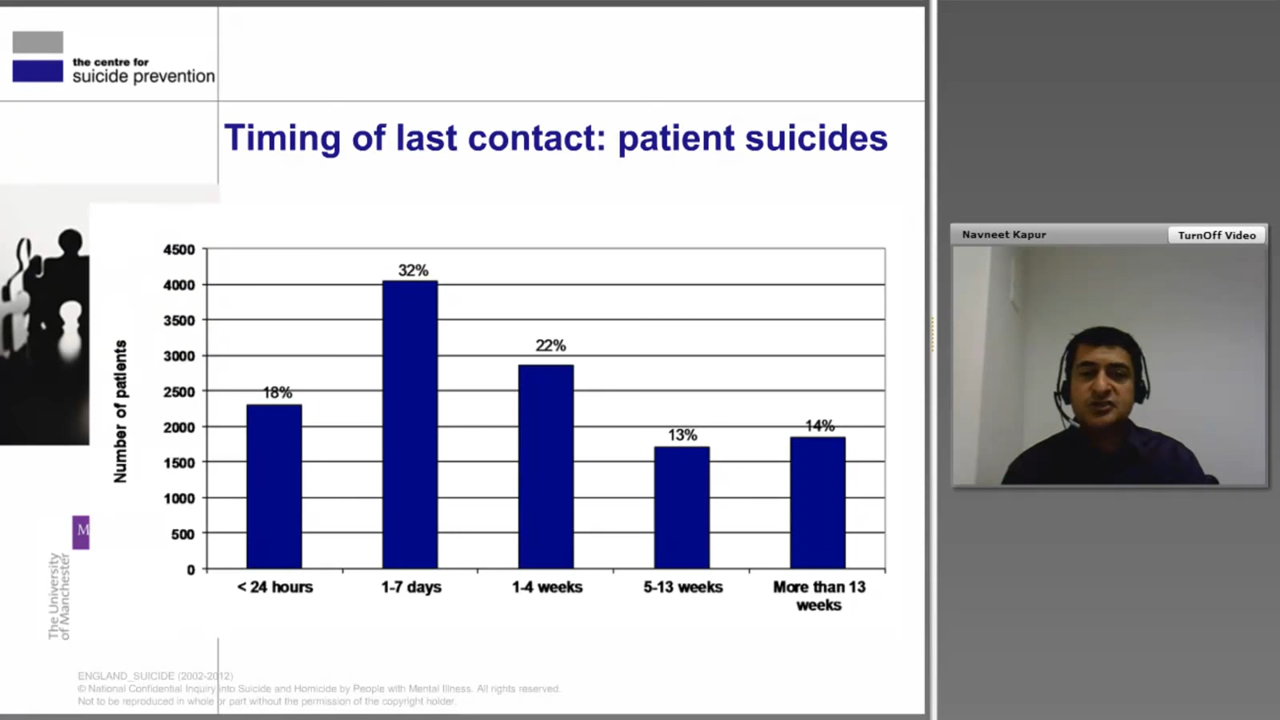 the centre for
suicide prevention
Timing of last contact: patient suicides
Number of patients
4500
4000
3500
3000
2500
2000
1500
1000
500
0
18%
32%
22%
13%
14%
< 24 hours
1-7 days
1-4 weeks
5-13 weeks
More than 13
weeks
M
The University
of Manchester
ENGLAND_SUICIDE (2002-2012)
© National Confidential Inquiry into Suicide and Homicide by People with Mental Illness. All rights reserved.
Not to be reproduced in whole or part without the permission of the copyright holder.
Navneet Kapur
TurnOff Video